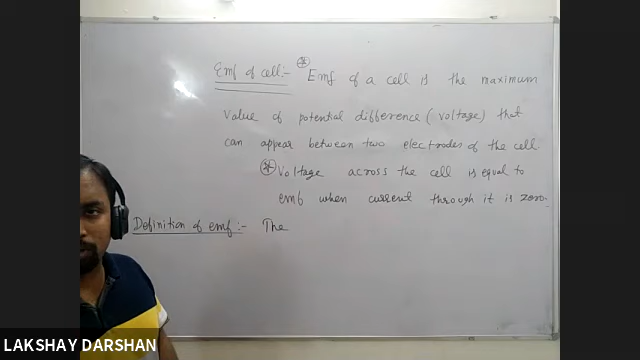 Emf of cell:- * Emf of a cell is the maximum
value of potential difference (voltage) that
can appear between two electrodes of the cell
* Voltage across the cell is equal to
emf when current through it is zero.
Definition of emf:- The
LAKSHAY DARSHAN